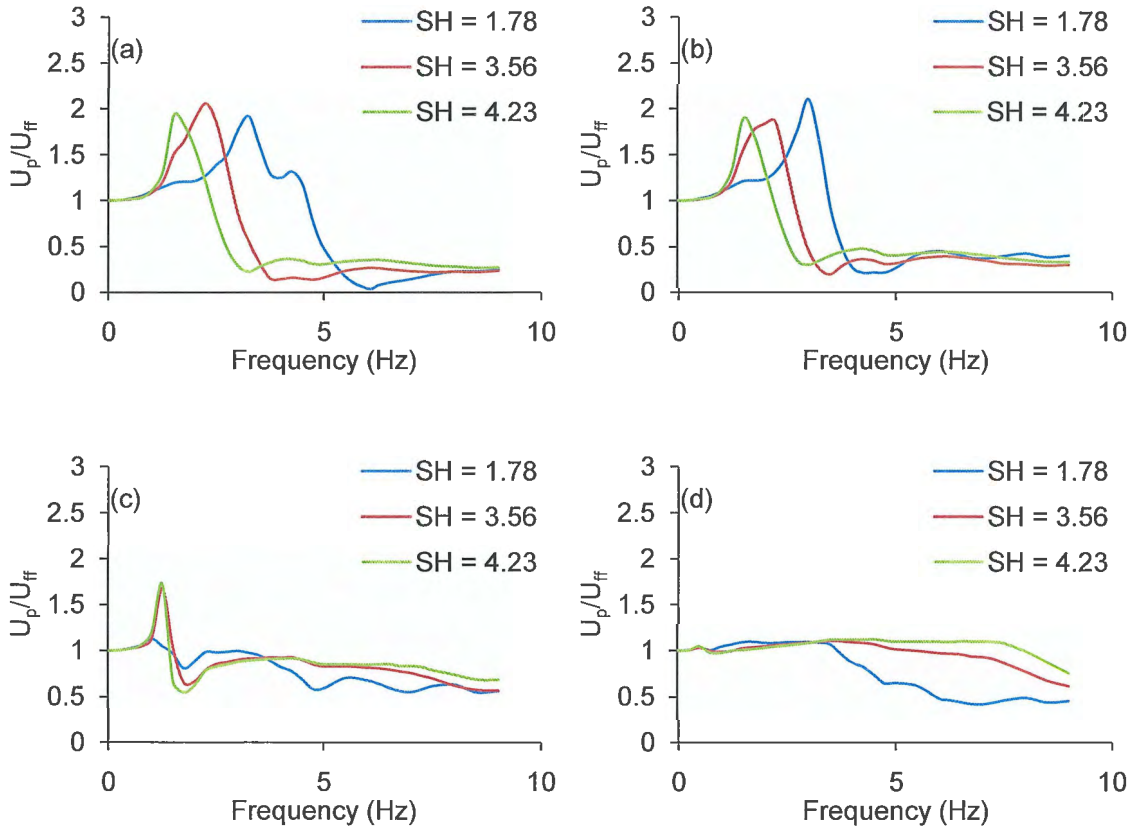 (a)
SH = 1.78
SH = 3.56
SH = 4.23
3
2.5
2
1.5
1
0.5
0
Up/Uff
0
5
10
Frequency (Hz)
(b)
SH = 1.78
SH = 3.56
SH = 4.23
3
2.5
2
1.5
1
0.5
0
Up/Uff
0
5
10
Frequency (Hz)
(c)
SH = 1.78
SH = 3.56
SH = 4.23
3
2.5
2
1.5
1
0.5
0
Up/Uff
0
5
10
Frequency (Hz)
(d)
SH = 1.78
SH = 3.56
SH = 4.23
3
2.5
2
1.5
1
0.5
0
Up/Uff
0
5
10
Frequency (Hz)